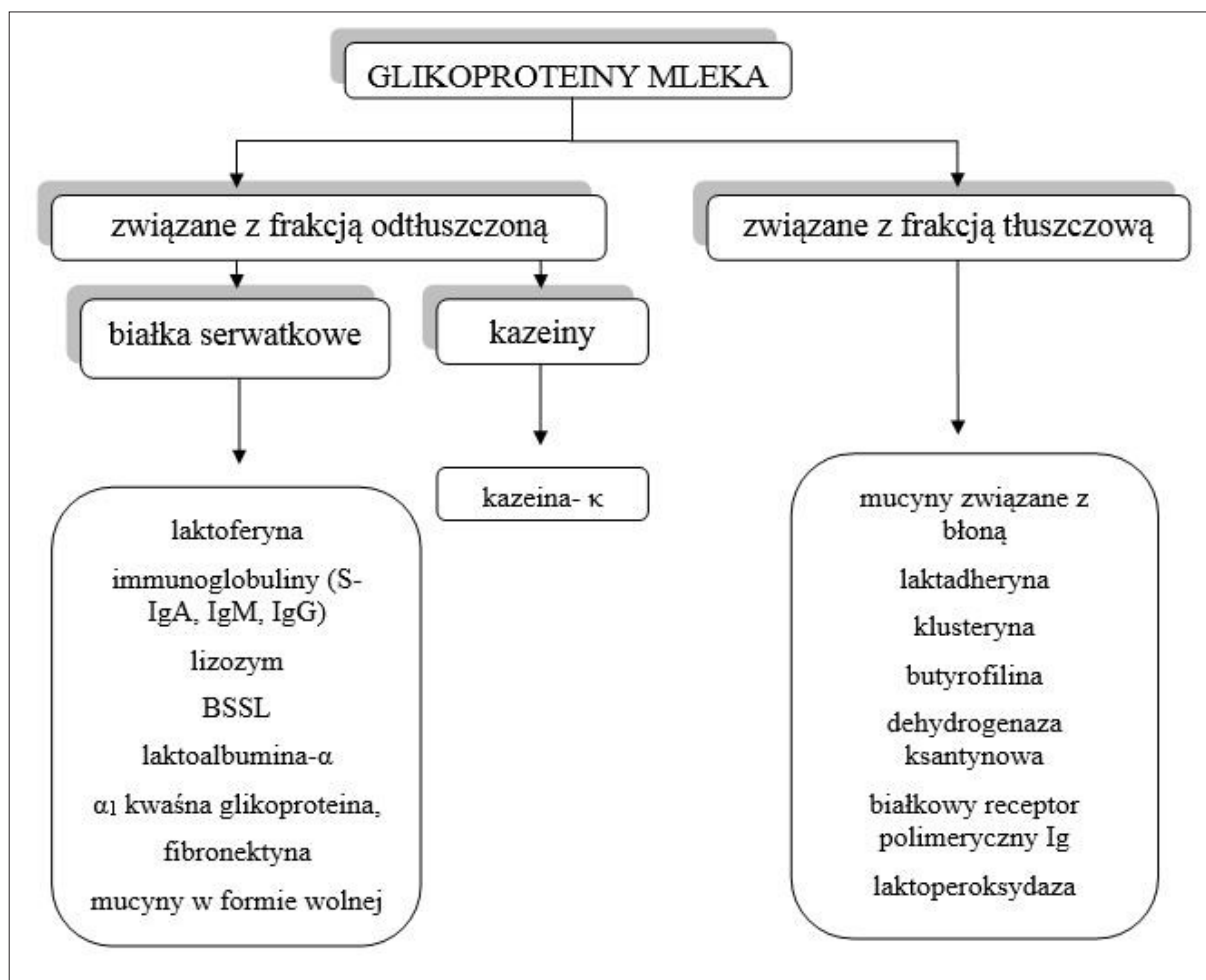 GLIKOPROTEINY MLEKA
związane z frakcją odtłuszczoną
związane z frakcją tłuszczową
białka serwatkowe
kazeiny
laktoferyna
immunoglobuliny (S-
IgA, IgM, IgG)
lizozym
BSSL
laktoalbumina-α
α₁ kwaśna glikoproteina,
fibronektyna
mucyny w formie wolnej
kazeina- κ
mucyny związane z
błoną
laktadheryna
klusteryna
butyrofilina
dehydrogenaza
ksantynowa
białkowy receptor
polimeryczny Ig
laktoperoksydaza